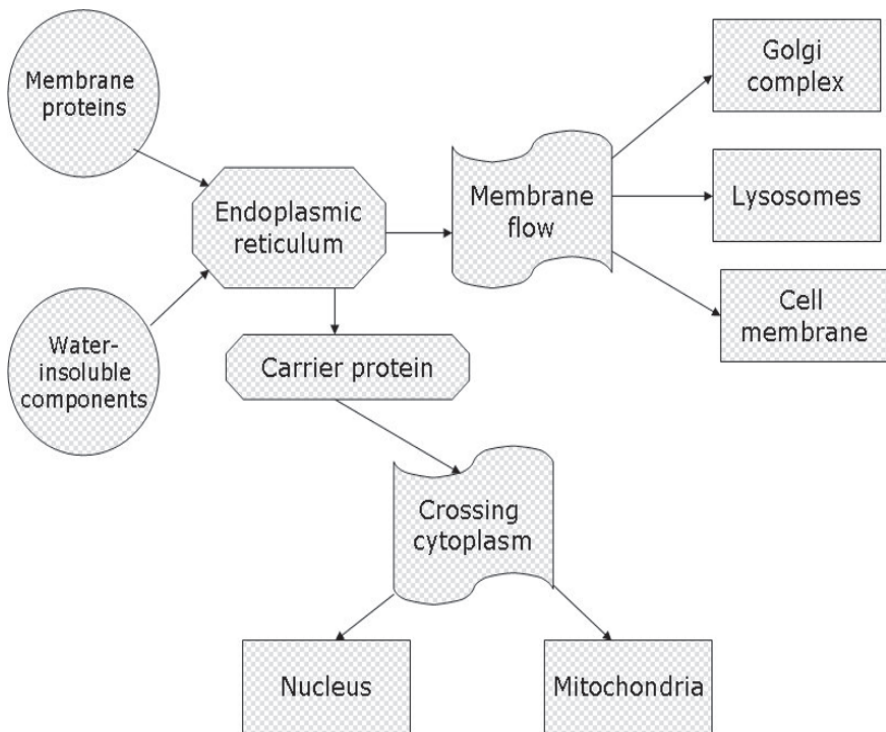 Membrane
proteins
Golgi
complex
Endoplasmic
reticulum
Membrane
flow
Lysosomes
Water-
insoluble
components
Carrier protein
Cell
membrane
Crossing
cytoplasm
Nucleus
Mitochondria